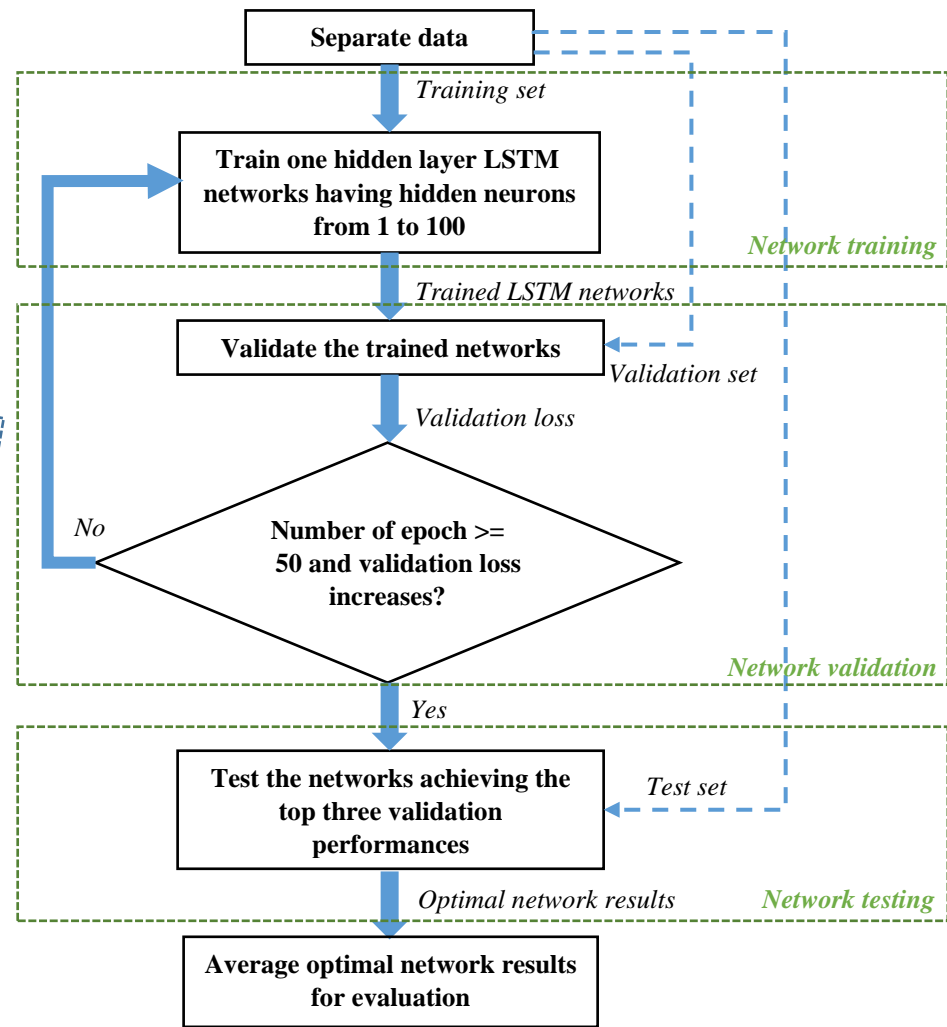 Separate data
Training set
Train one hidden layer LSTM
networks having hidden neurons
from 1 to 100
Network training
Trained LSTM networks
Validate the trained networks
Validation set
Validation loss
No
Number of epoch >=
50 and validation loss
increases?
Network validation
Yes
Test the networks achieving the
top three validation
performances
Test set
Optimal network results
Network testing
Average optimal network results
for evaluation